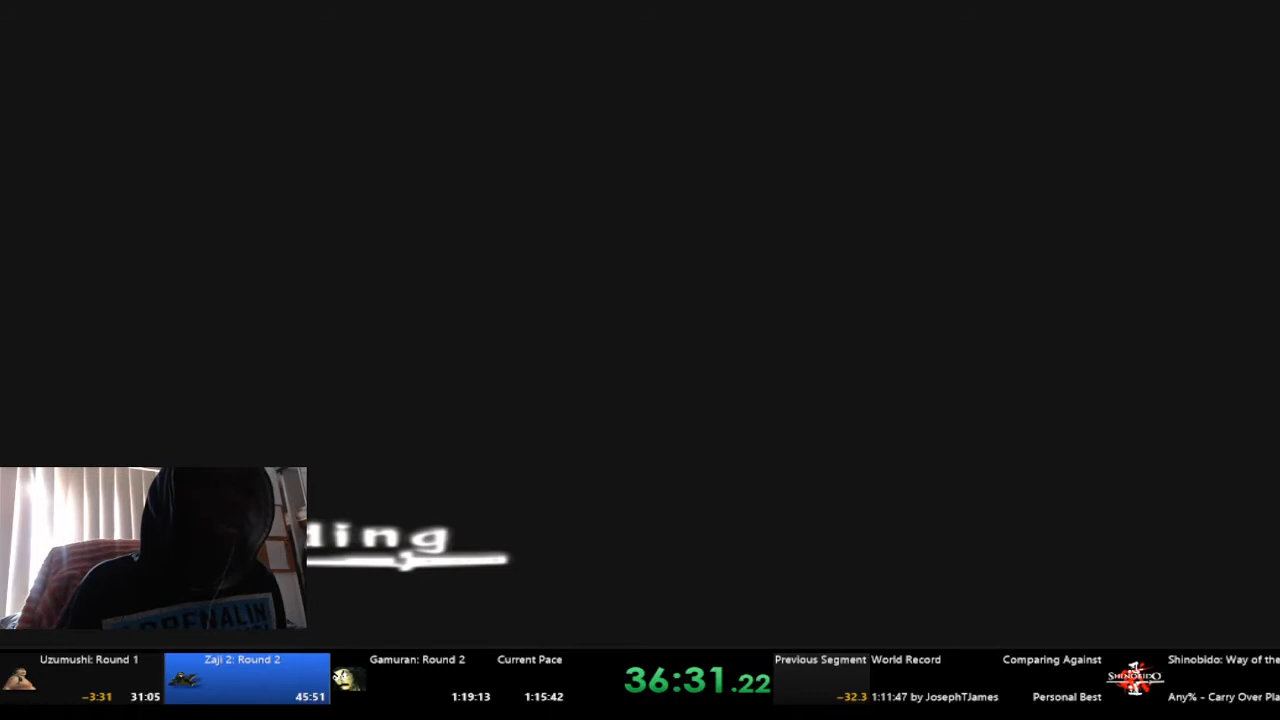 ding
ADRENALIN
Uzumushi: Round 1
−3:31 31:05
Zaji 2: Round 2
45:51
Gamuran: Round 2
1:19:13
Current Pace
1:15:42
36:31.22
Previous Segment
−32.3
World Record
1:11:47 by JosephTJames
Comparing Against
Personal Best
SHINOBIDO
Shinobido: Way of the
Any% - Carry Over Pla